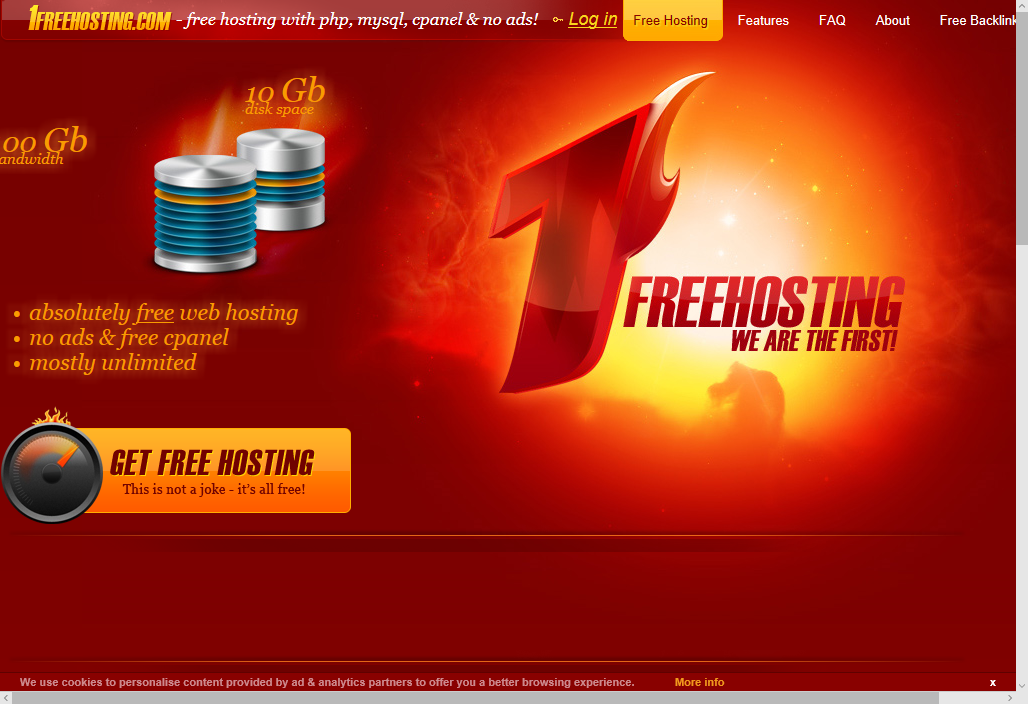 1FREEHOSTING.COM - free hosting with php, mysql, cpanel & no ads! Log in Free Hosting Features FAQ About Free Backlink
10 Gb
disk space
00 Gb
andwidth
1
FREEHOSTING
WE ARE THE FIRST!
• absolutely free web hosting
• no ads & free cpanel
• mostly unlimited
GET FREE HOSTING
This is not a joke - it's all free!
We use cookies to personalise content provided by ad & analytics partners to offer you a better browsing experience. More info x